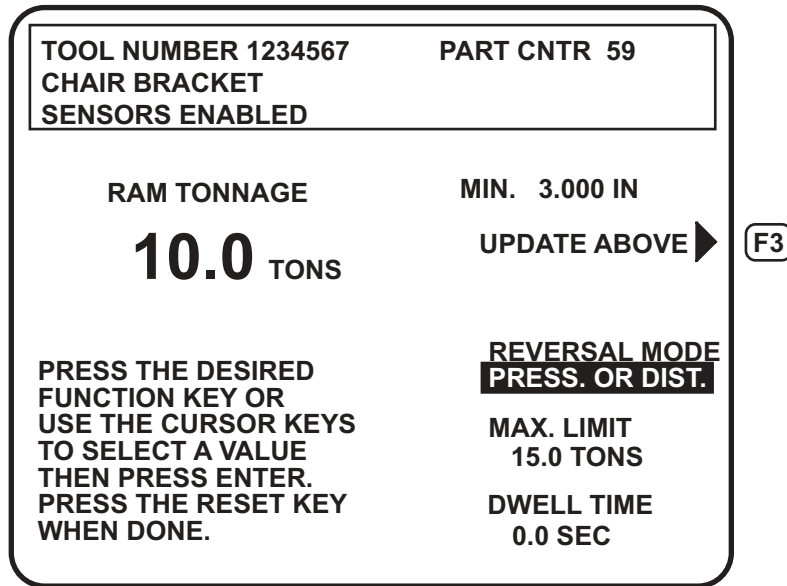 TOOL NUMBER 1234567 PART CNTR 59
CHAIR BRACKET
SENSORS ENABLED
RAM TONNAGE
10.0 TONS
MIN. 3.000 IN
UPDATE ABOVE
F3
PRESS THE DESIRED
FUNCTION KEY OR
USE THE CURSOR KEYS
TO SELECT A VALUE
THEN PRESS ENTER.
PRESS THE RESET KEY
WHEN DONE.
REVERSAL MODE
PRESS. OR DIST.
MAX. LIMIT
15.0 TONS
DWELL TIME
0.0 SEC